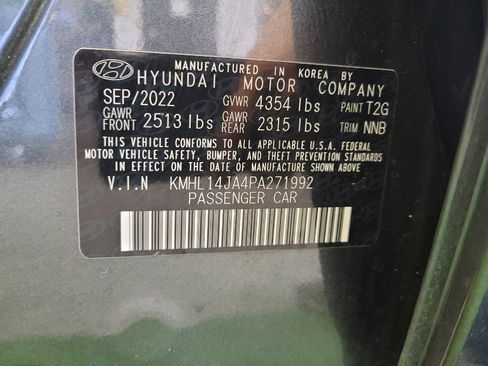 MANUFACTURED IN KOREA BY
HYUNDAI MOTOR COMPANY
SEP/2022 GVWR 4354 lbs PAINT T2G
GAWR FRONT 2513 lbs GAWR REAR 2315 lbs TRIM NNB
THIS VEHICLE CONFORMS TO ALL APPLICABLE U.S.A FEDERAL
MOTOR VEHICLE SAFETY, BUMPER, AND THEFT PREVENTION STANDARDS
IN EFFECT ON THE DATE OF MANUFACTURE SHOWN ABOVE.
V.I.N KMHL14JA4PA271992
PASSENGER CAR